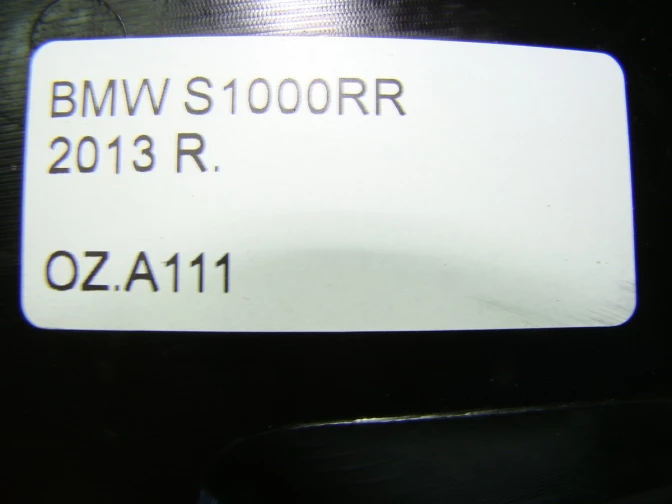 BMW S1000RR
2013 R.
OZ.A111